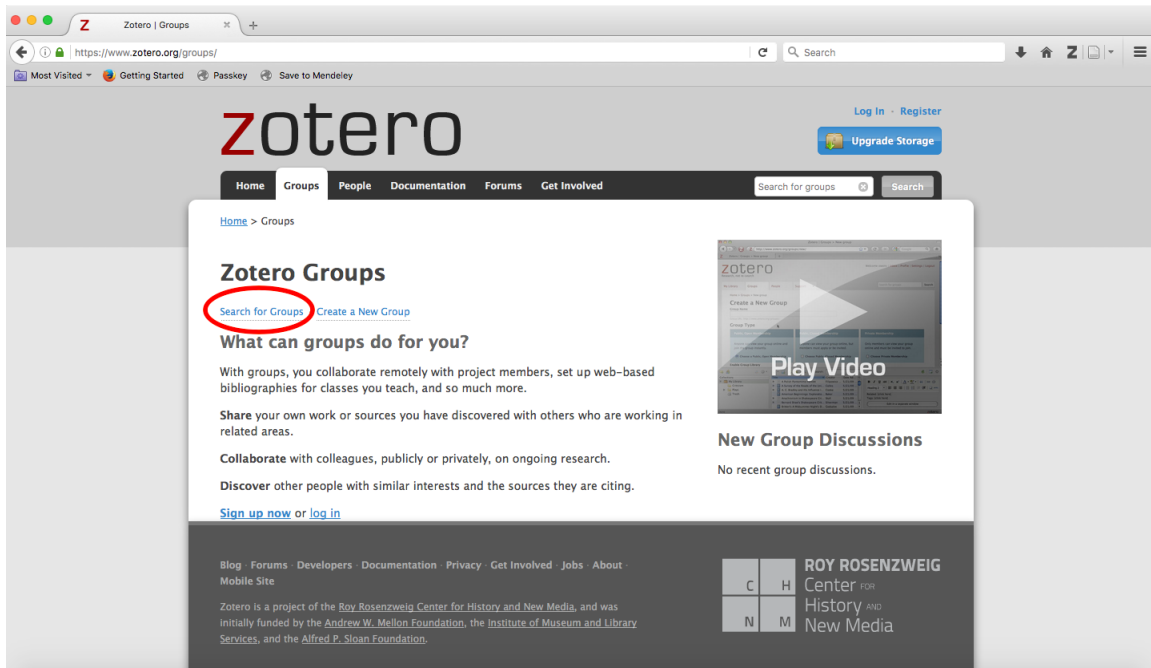 Zotero | Groups
https://www.zotero.org/groups/
Search
Most Visited
Getting Started
Passkey
Save to Mendeley
zotero
Log In · Register
Upgrade Storage
Home
Groups
People
Documentation
Forums
Get Involved
Search for groups
Search
Home > Groups
Zotero Groups
Search for Groups
Create a New Group
What can groups do for you?
With groups, you collaborate remotely with project members, set up web-based
bibliographies for classes you teach, and so much more.
Share your own work or sources you have discovered with others who are working in
related areas.
Collaborate with colleagues, publicly or privately, on ongoing research.
Discover other people with similar interests and the sources they are citing.
Sign up now or log in
zotero
Create a New Group
Group Type
Play Video
New Group Discussions
No recent group discussions.
Blog · Forums · Developers · Documentation · Privacy · Get Involved · Jobs · About ·
Mobile Site
Zotero is a project of the Roy Rosenzweig Center for History and New Media, and was
initially funded by the Andrew W. Mellon Foundation, the Institute of Museum and Library
Services, and the Alfred P. Sloan Foundation.
C H
N M
ROY ROSENZWEIG
Center FOR
History AND
New Media